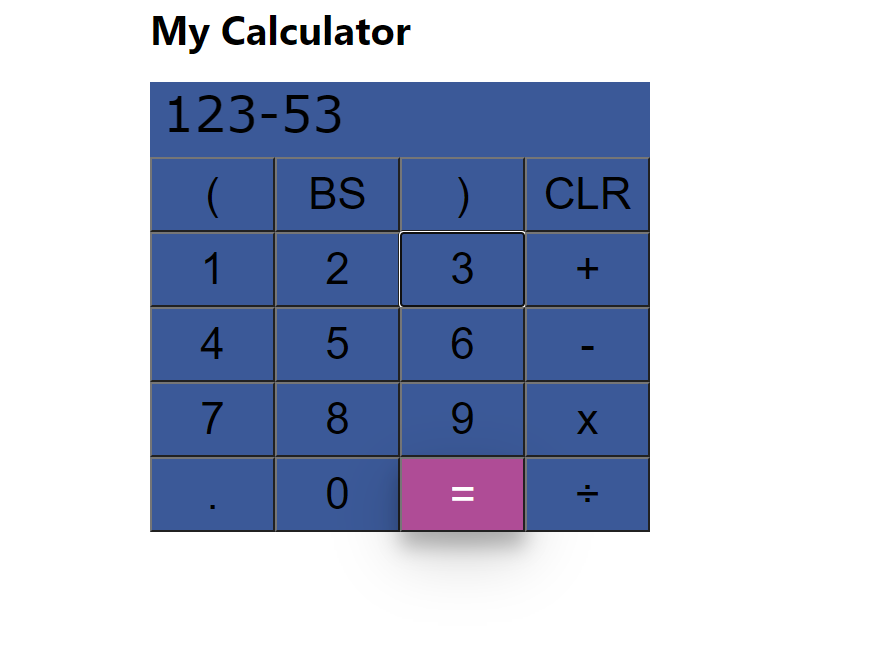 My Calculator
123-53
( BS ) CLR
1 2 3 +
4 5 6 -
7 8 9 x
. 0 = ÷